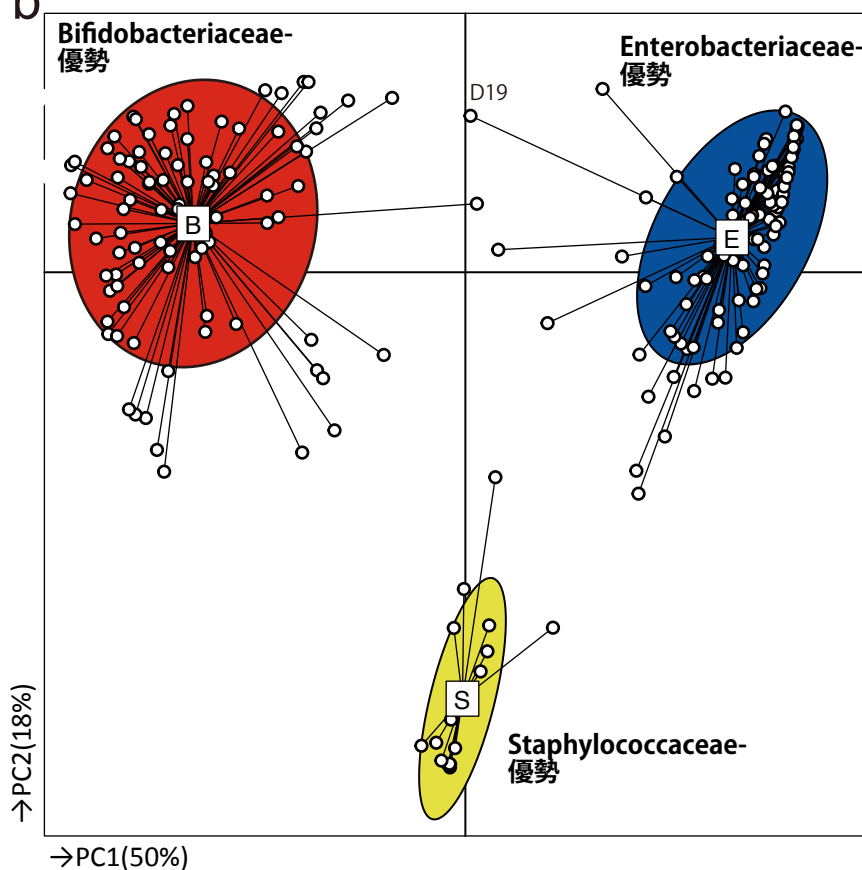 b
Bifidobacteriaceae-
優勢
Enterobacteriaceae-
優勢
D19
B
E
S
Staphylococcaceae-
優勢
→PC2(18%)
→PC1(50%)